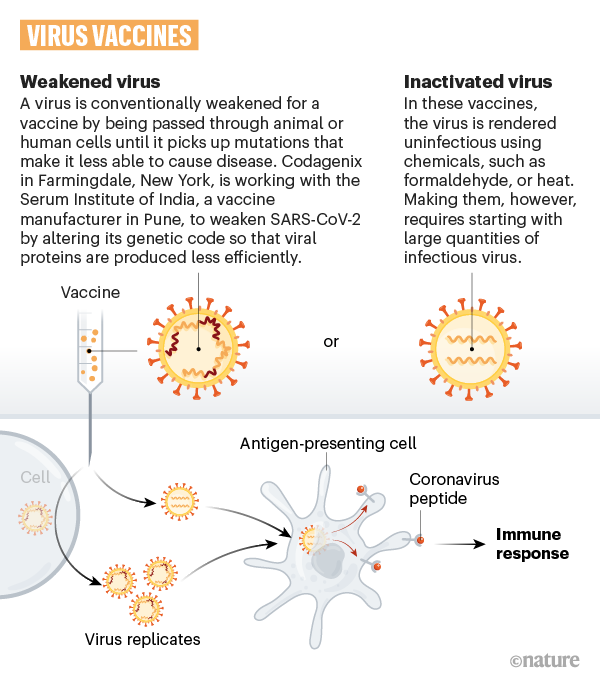 VIRUS VACCINES
Weakened virus
A virus is conventionally weakened for a
vaccine by being passed through animal or
human cells until it picks up mutations that
make it less able to cause disease. Codagenix
in Farmingdale, New York, is working with the
Serum Institute of India, a vaccine
manufacturer in Pune, to weaken SARS-CoV-2
by altering its genetic code so that viral
proteins are produced less efficiently.
Inactivated virus
In these vaccines,
the virus is rendered
uninfectious using
chemicals, such as
formaldehyde, or heat.
Making them, however,
requires starting with
large quantities of
infectious virus.
Vaccine
or
Antigen-presenting cell
Cell
Coronavirus
peptide
Immune
response
Virus replicates
©nature